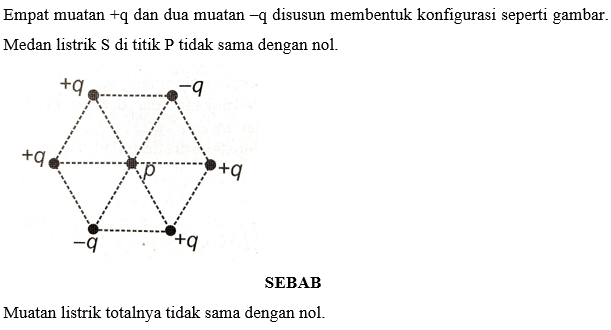 Empat muatan +q dan dua muatan –q disusun membentuk konfigurasi seperti gambar.
Medan listrik S di titik P tidak sama dengan nol.
+q
–q
+q
p
+q
–q
+q
SEBAB
Muatan listrik totalnya tidak sama dengan nol.